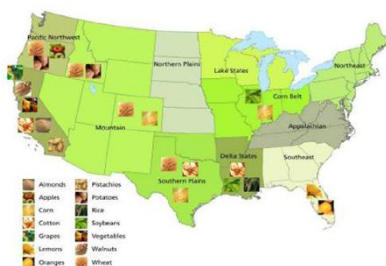 Pacific Northwest
Northern Plains
Lake States
Northeast
Corn Belt
Mountain
Appalachian
Southeast
Delta States
Southern Plains
Almonds
Pistachios
Apples
Potatoes
Corn
Rice
Cotton
Soybeans
Grapes
Vegetables
Lemons
Walnuts
Oranges
Wheat